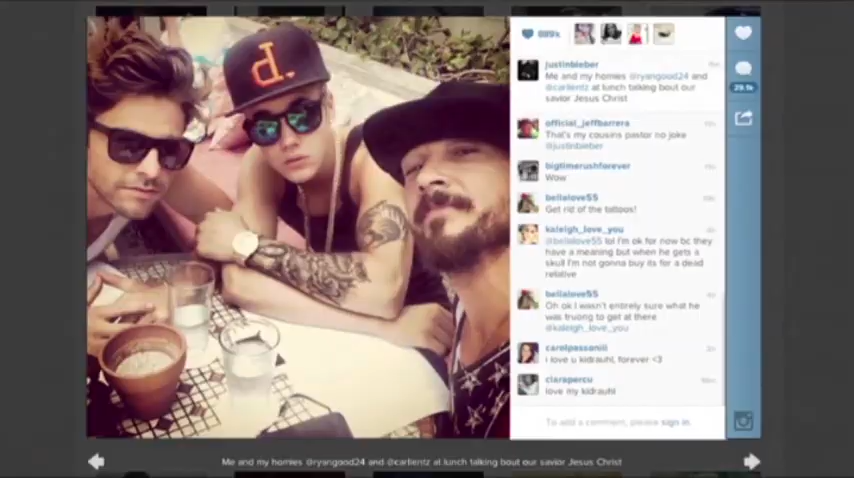 d.
699k
justinbieber
Me and my homies @ryangood24 and
@carllentz at lunch talking bout our
savior Jesus Christ
official_jeffbarrera
That's my cousins pastor no joke
@justinbieber
bigtimerushforever
Wow
bellalove55
Get rid of the tattoos!
kaleigh_love_you
@bellalove55 lol I'm ok for now bc they
have a meaning but when he gets a
skull I'm not gonna buy its for a dead
relative
bellalove55
Oh ok I wasn't entirely sure what he
was truong to get at there
@kaleigh_love_you
carolpassoniii
i love u kidrauhl, forever <3
clarapercu
love my kidrauhl
To add a comment, please sign in.
29.1k
Me and my homies @ryangood24 and @carllentz at lunch talking bout our savior Jesus Christ